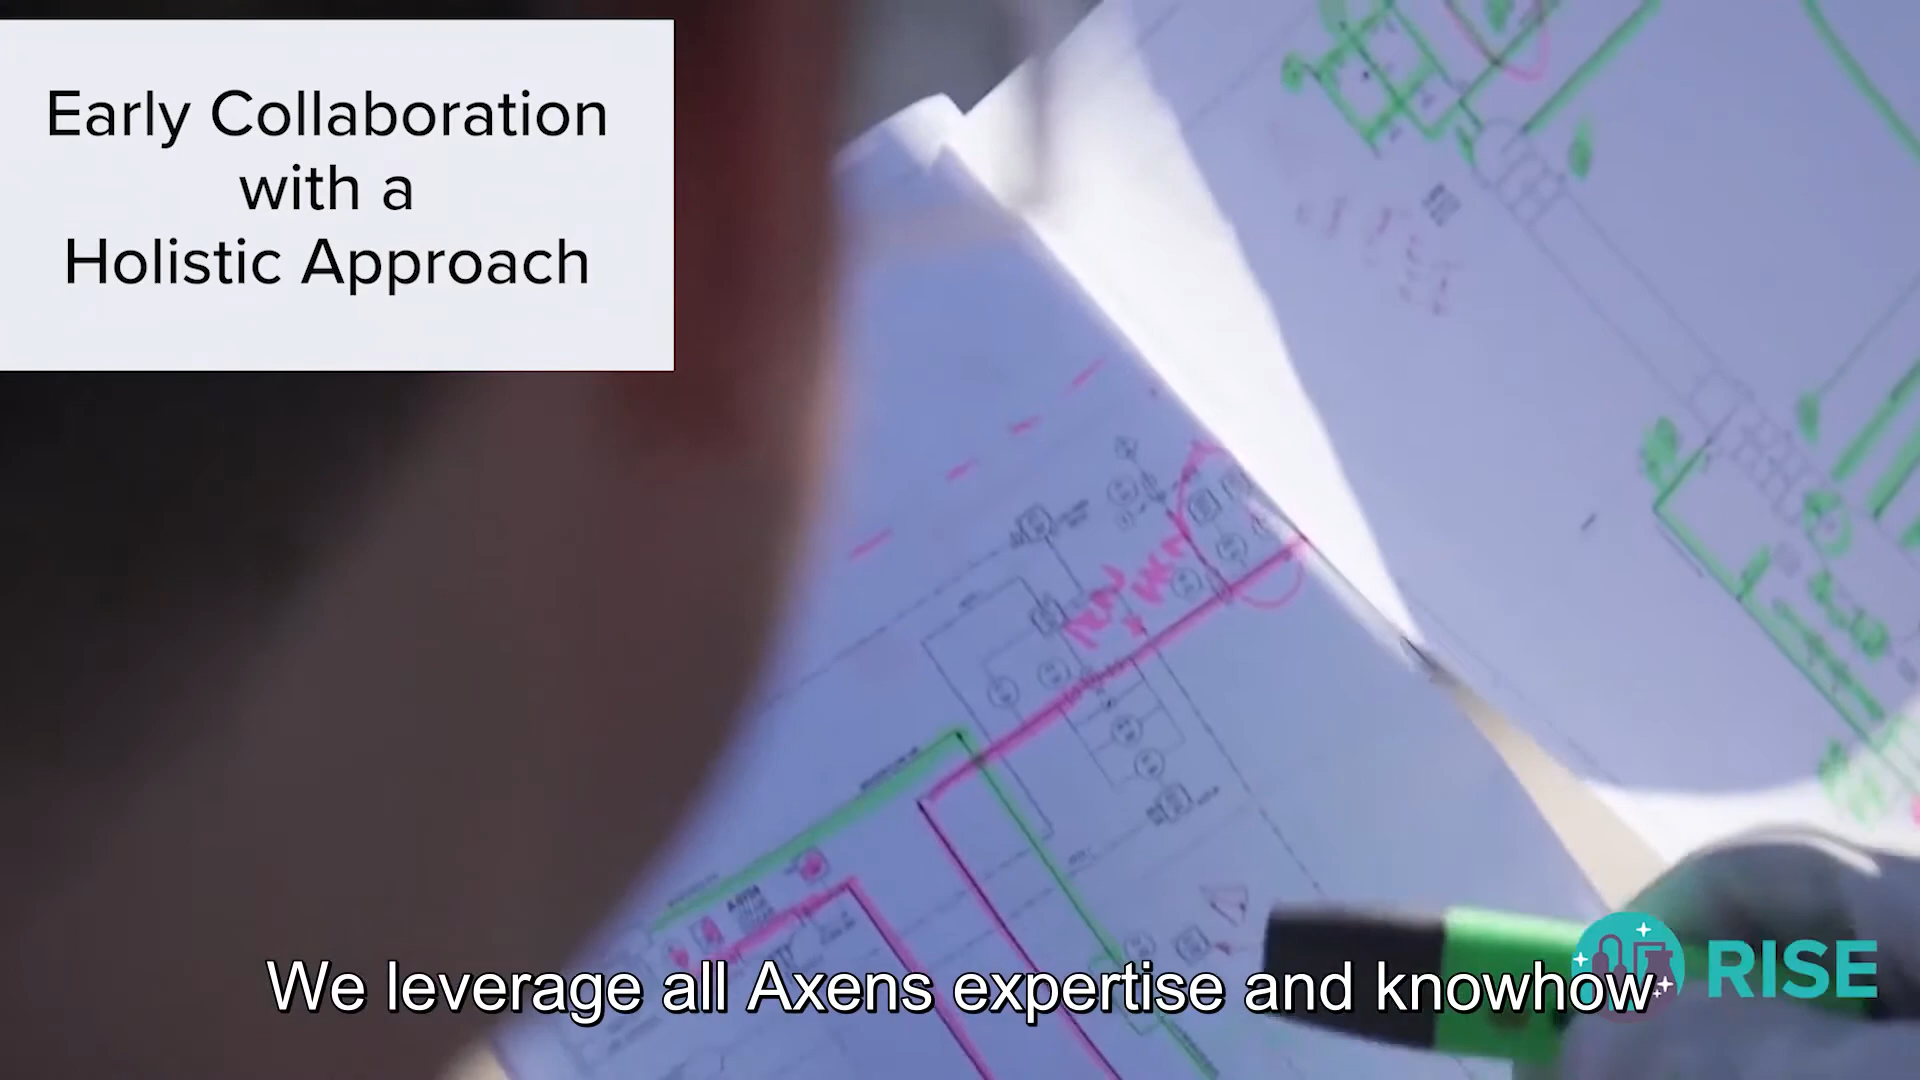 Early Collaboration
with a
Holistic Approach
We leverage all Axens expertise and knowhow
RISE